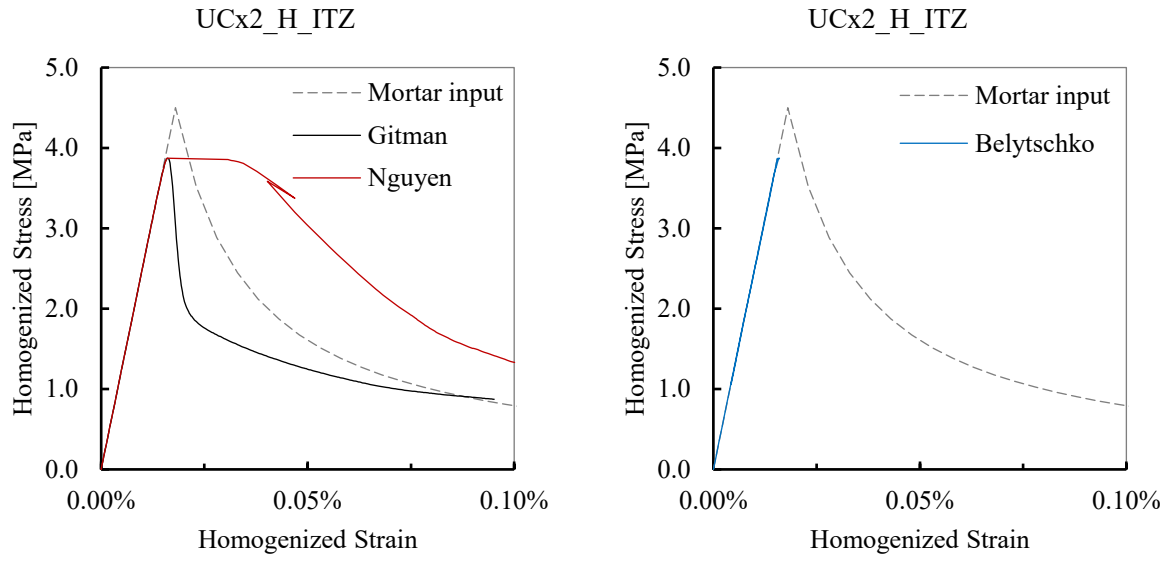 UCx2_H_ITZ
5.0
4.0
3.0
2.0
1.0
0.0
Homogenized Stress [MPa]
Mortar input
Gitman
Nguyen
0.00%
0.05%
0.10%
Homogenized Strain
UCx2_H_ITZ
5.0
4.0
3.0
2.0
1.0
0.0
Homogenized Stress [MPa]
Mortar input
Belytschko
0.00%
0.05%
0.10%
Homogenized Strain